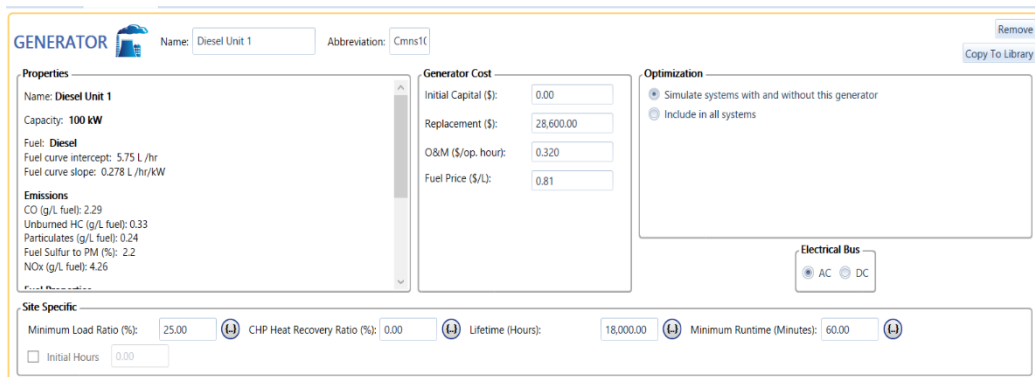 Remove
GENERATOR Name: Diesel Unit 1 Abbreviation: Cmns1(
Copy To Library
Properties
Name: Diesel Unit 1
Capacity: 100 kW
Fuel: Diesel
Fuel curve intercept: 5.75 L/hr
Fuel curve slope: 0.278 L/hr/kW
Emissions
CO (g/L fuel): 2.29
Unburned HC (g/L fuel): 0.33
Particulates (g/L fuel): 0.24
Fuel Sulfur to PM (%): 2.2
NOx (g/L fuel): 4.26
Generator Cost
Initial Capital ($): 0.00
Replacement ($): 28,600.00
O&M ($/op. hour): 0.320
Fuel Price ($/L): 0.81
Optimization
Simulate systems with and without this generator
Include in all systems
Electrical Bus
AC DC
Site Specific
Minimum Load Ratio (%): 25.00 (..) CHP Heat Recovery Ratio (%): 0.00 (..) Lifetime (Hours): 18,000.00 (..) Minimum Runtime (Minutes): 60.00 (..)
Initial Hours 0.00